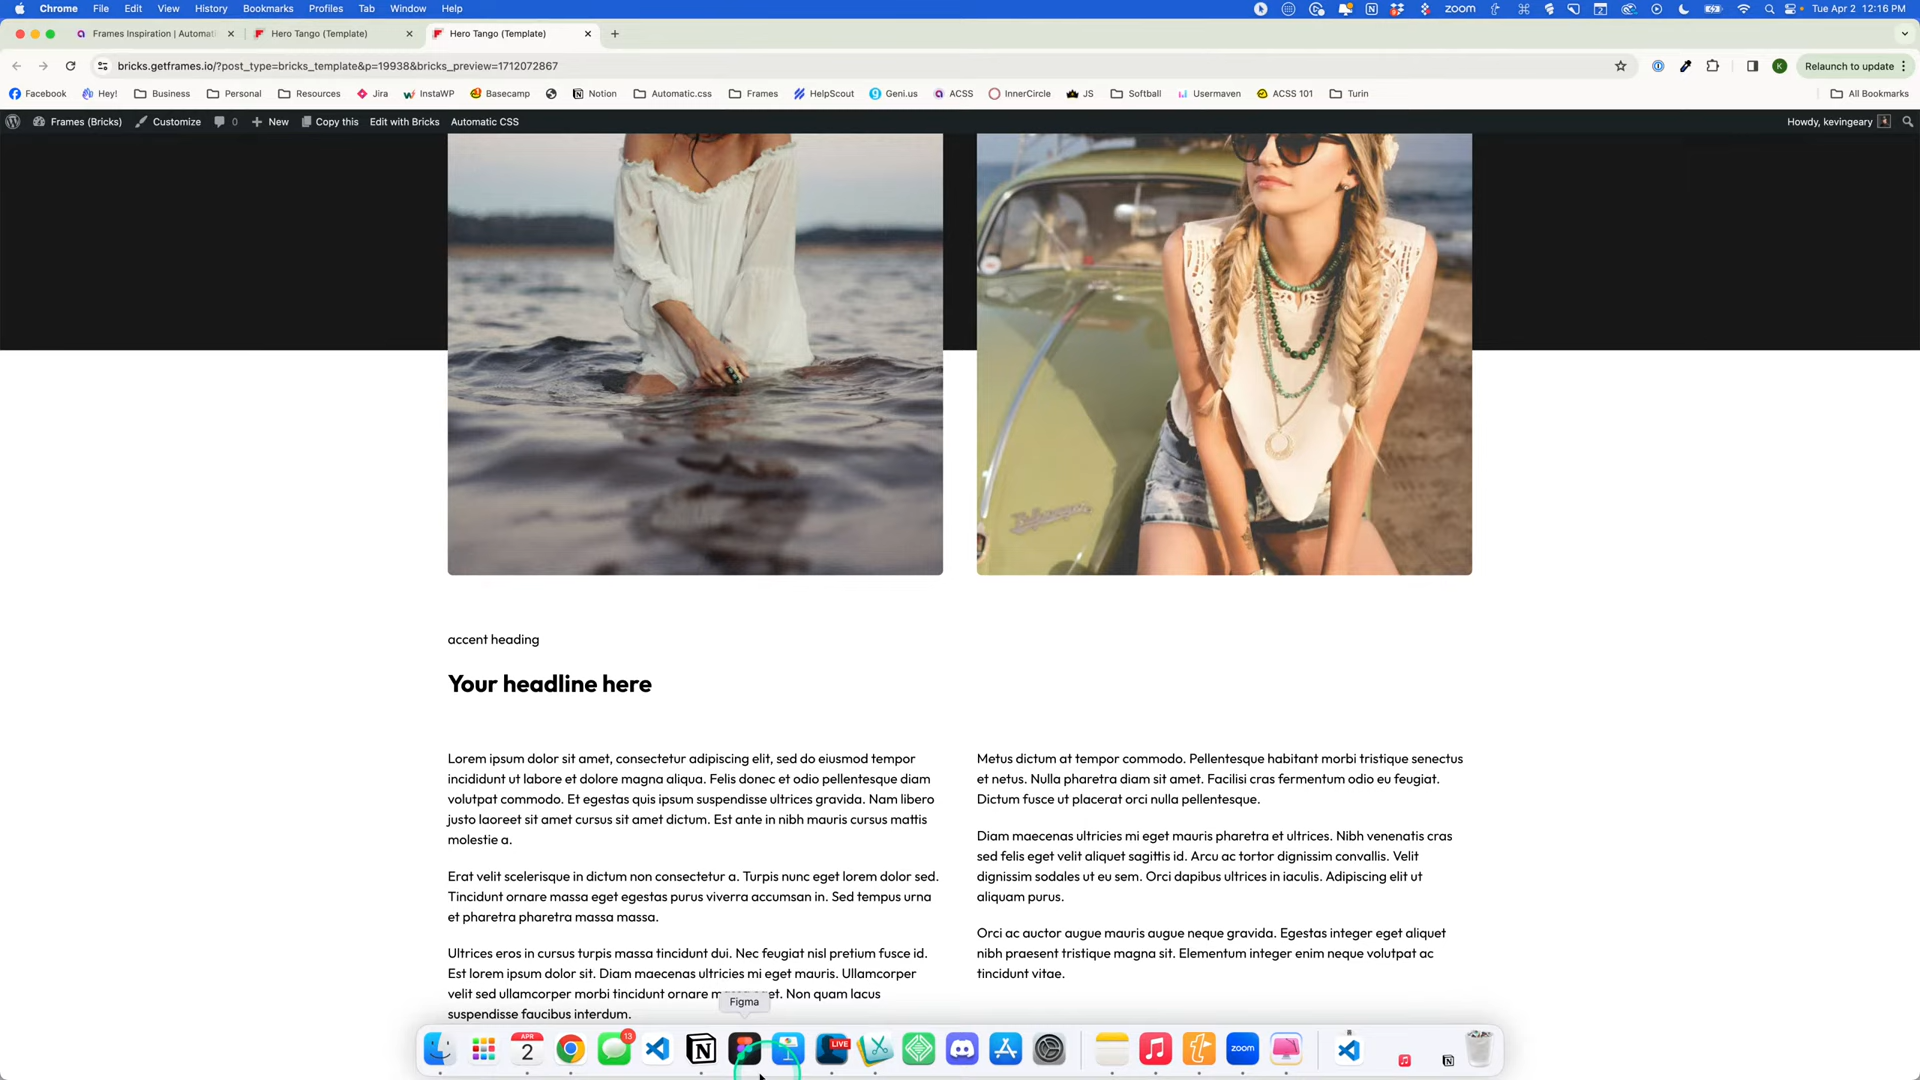 Chrome File Edit View History Bookmarks Profiles Tab Window Help
zoom
2
Tue Apr 2 12:16 PM
Frames Inspiration | Automati
Hero Tango (Template)
Hero Tango (Template)
bricks.getframes.io/?post_type=bricks_template&p=19938&bricks_preview=1712072867
K
Relaunch to update
Facebook Hey! Business Personal Resources Jira InstaWP Basecamp Notion Automatic.css Frames HelpScout Geni.us ACSS InnerCircle JS Softball Usermaven ACSS 101 Turin All Bookmarks
Frames (Bricks) Customize 0 New Copy this Edit with Bricks Automatic CSS Howdy, kevingeary
Volkswagen
accent heading
Your headline here
Lorem ipsum dolor sit amet, consectetur adipiscing elit, sed do eiusmod tempor
incididunt ut labore et dolore magna aliqua. Felis donec et odio pellentesque diam
volutpat commodo. Et egestas quis ipsum suspendisse ultrices gravida. Nam libero
justo laoreet sit amet cursus sit amet dictum. Est ante in nibh mauris cursus mattis
molestie a.
Erat velit scelerisque in dictum non consectetur a. Turpis nunc eget lorem dolor sed.
Tincidunt ornare massa eget egestas purus viverra accumsan in. Sed tempus urna
et pharetra pharetra massa massa.
Ultrices eros in cursus turpis massa tincidunt dui. Nec feugiat nisl pretium fusce id.
Est lorem ipsum dolor sit. Diam maecenas ultricies mi eget mauris. Ullamcorper
velit sed ullamcorper morbi tincidunt ornare m et. Non quam lacus
suspendisse faucibus interdum.
Metus dictum at tempor commodo. Pellentesque habitant morbi tristique senectus
et netus. Nulla pharetra diam sit amet. Facilisi cras fermentum odio eu feugiat.
Dictum fusce ut placerat orci nulla pellentesque.
Diam maecenas ultricies mi eget mauris pharetra et ultrices. Nibh venenatis cras
sed felis eget velit aliquet sagittis id. Arcu ac tortor dignissim convallis. Velit
dignissim sodales ut eu sem. Orci dapibus ultrices in iaculis. Adipiscing elit ut
aliquam purus.
Orci ac auctor augue mauris augue neque gravida. Egestas integer eget aliquet
nibh praesent tristique magna sit. Elementum integer enim neque volutpat ac
tincidunt vitae.
Figma
APR
2
13
LIVE
zoom